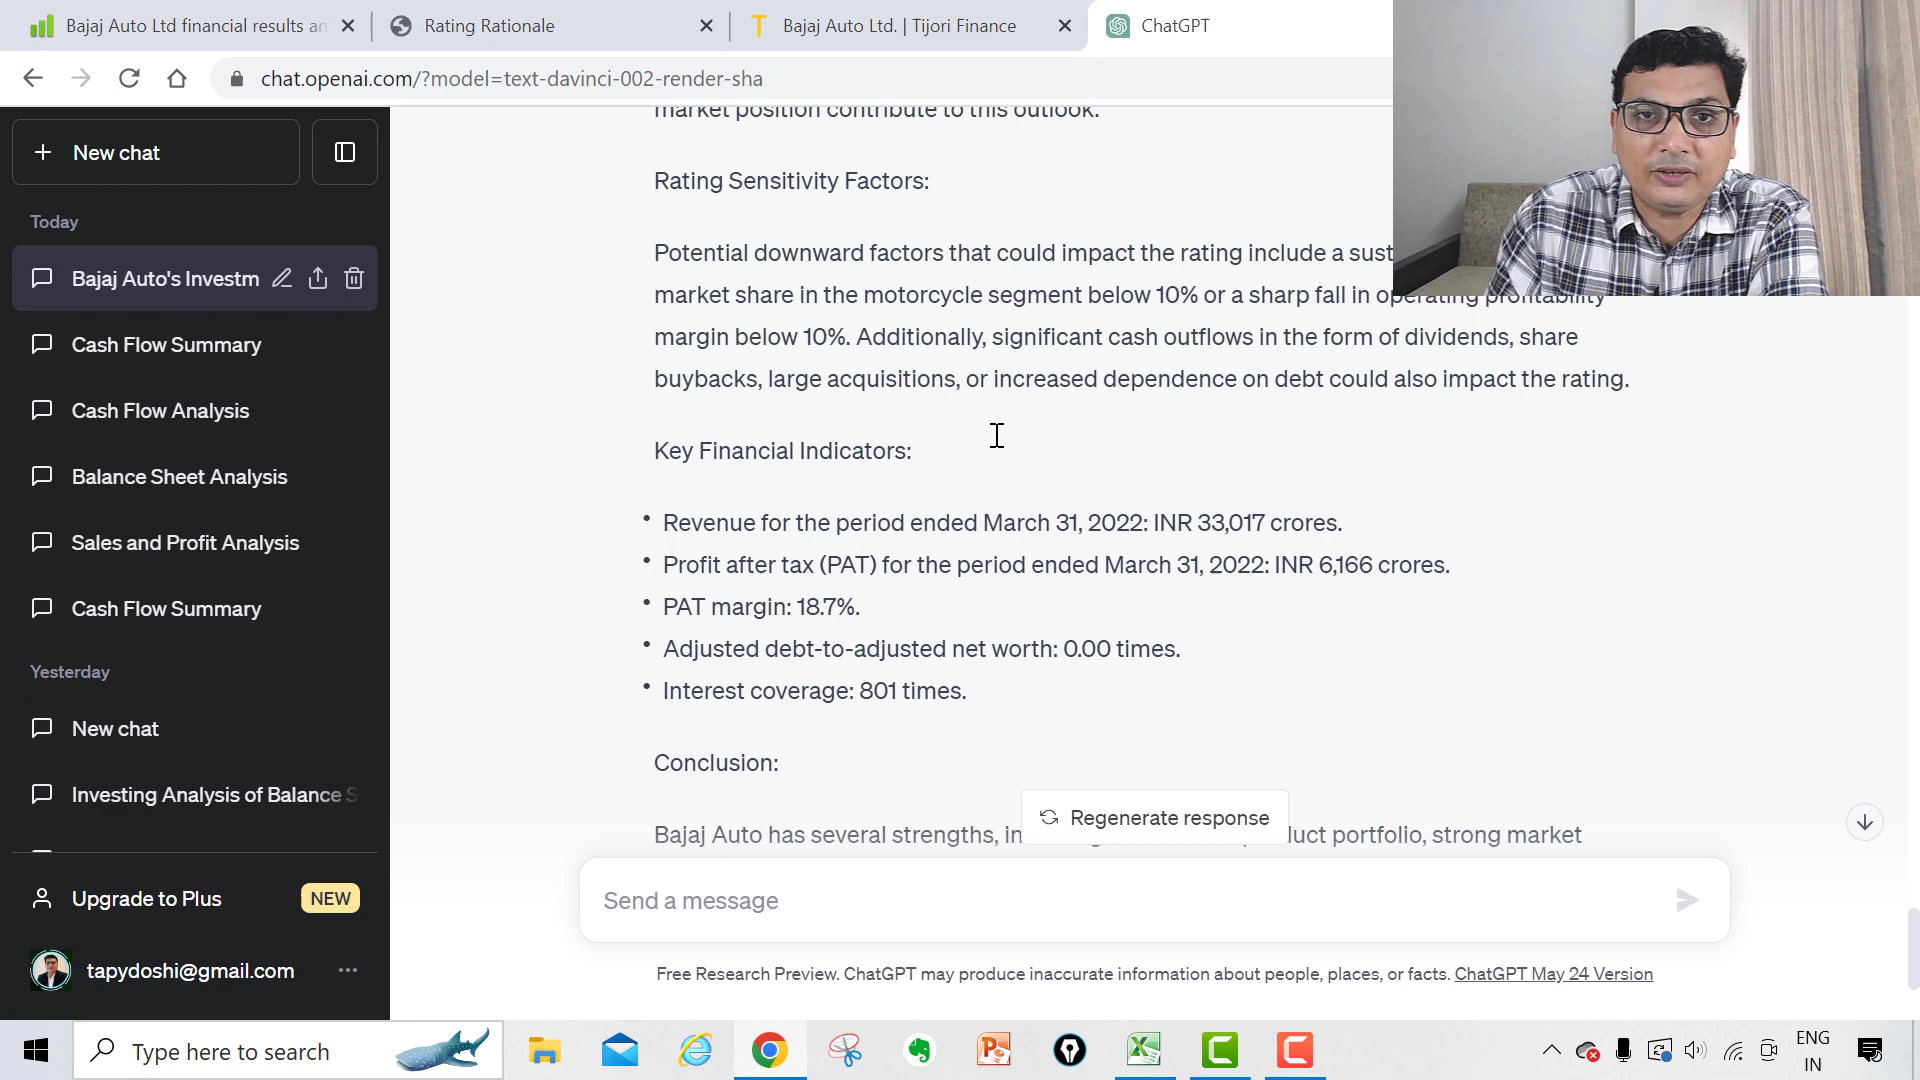 Bajaj Auto Ltd financial results an
Rating Rationale
Bajaj Auto Ltd. | Tijori Finance
ChatGPT
chat.openai.com/?model=text-davinci-002-render-sha
New chat
Today
Bajaj Auto's Investm
Cash Flow Summary
Cash Flow Analysis
Balance Sheet Analysis
Sales and Profit Analysis
Cash Flow Summary
Yesterday
New chat
Investing Analysis of Balance S
Upgrade to Plus NEW
tapydoshi@gmail.com
market position contribute to this outlook.
Rating Sensitivity Factors:
Potential downward factors that could impact the rating include a sust
market share in the motorcycle segment below 10% or a sharp fall in operating profitability
margin below 10%. Additionally, significant cash outflows in the form of dividends, share
buybacks, large acquisitions, or increased dependence on debt could also impact the rating.
Key Financial Indicators:
• Revenue for the period ended March 31, 2022: INR 33,017 crores.
• Profit after tax (PAT) for the period ended March 31, 2022: INR 6,166 crores.
• PAT margin: 18.7%.
• Adjusted debt-to-adjusted net worth: 0.00 times.
• Interest coverage: 801 times.
Conclusion:
Bajaj Auto has several strengths, in duct portfolio, strong market
Regenerate response
Send a message
Free Research Preview. ChatGPT may produce inaccurate information about people, places, or facts. ChatGPT May 24 Version
Type here to search
ENG
IN